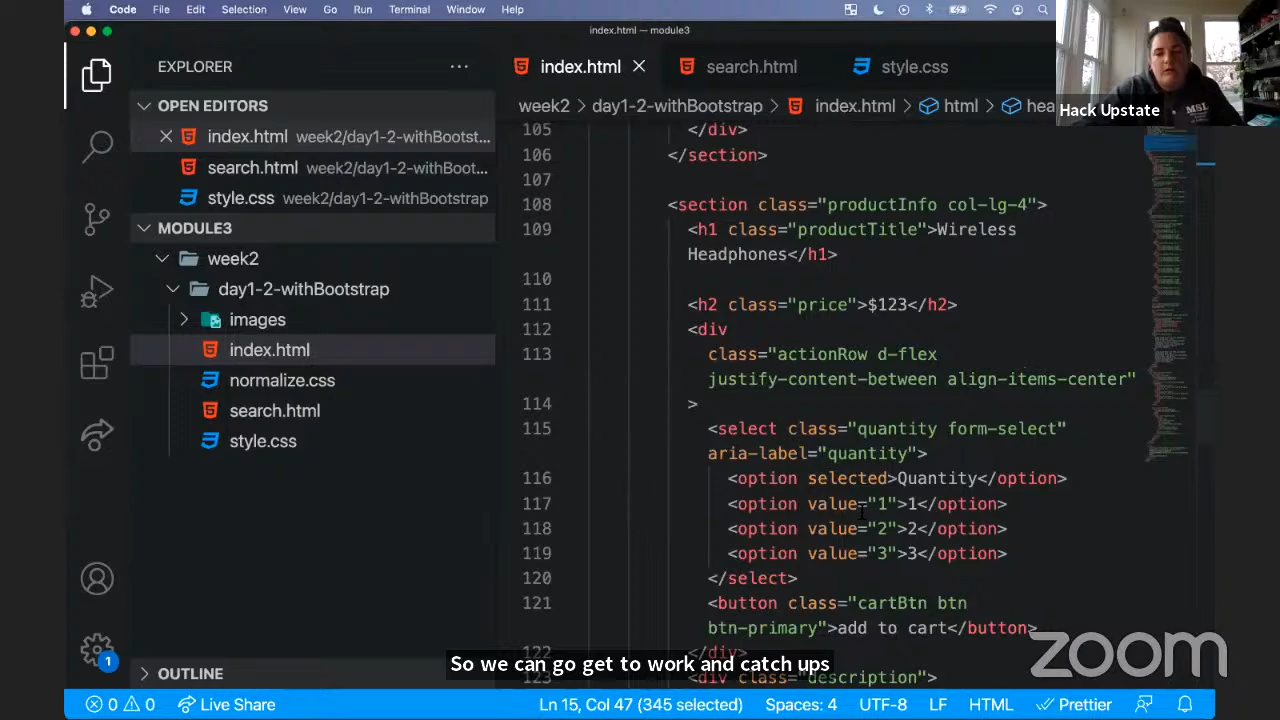 Code File Edit Selection View Go Run Terminal Window Help
index.html — module3
EXPLORER
OPEN EDITORS
index.html week2/day1-2-withBootst...
search.html week2/day1-2-withBo...
style.css week2/day1-2-withBootstrap
MODULE3
week2
day1-2-withBootstrap
images
index.html
normalize.css
search.html
style.css
OUTLINE
index.html
search.html
style.css
week2 > day1-2-withBootstrap > index.html > html > hea
105 </div>
106 </section>
107
108 <section class="productInfo col-lg-4">
109 <h1 class="productTitle">Wireless
Headphones</h1>
110
111 <h2 class="price">$123</h2>
112 <div
113 class="actionRow d-flex
justify-content-between align-items-center"
114 >
115 <select class="quantity form-select"
aria-label="quantity">
116 <option selected>Quantity</option>
117 <option value="1">1</option>
118 <option value="2">2</option>
119 <option value="3">3</option>
120 </select>
121 <button class="cartBtn btn
btn-primary">add to cart</button>
122 </div>
123 <div class="description">
So we can go get to work and catch ups
Hack Upstate
zoom
1
0 0 Live Share Ln 15, Col 47 (345 selected) Spaces: 4 UTF-8 LF HTML Prettier